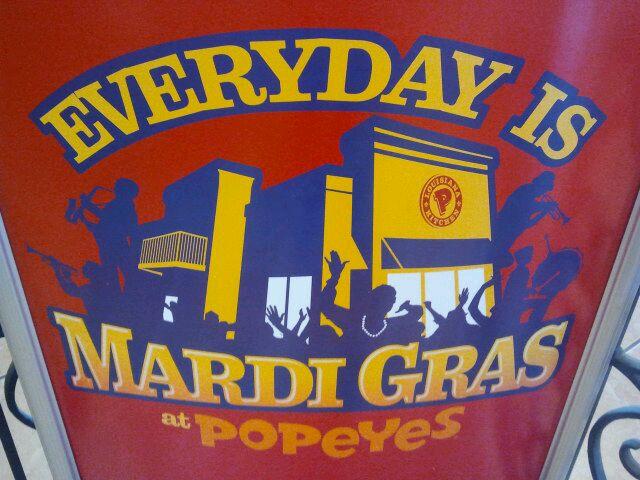 EVERYDAY IS
LOUISIANA
KITCHEN
MARDI GRAS
at POPEYES